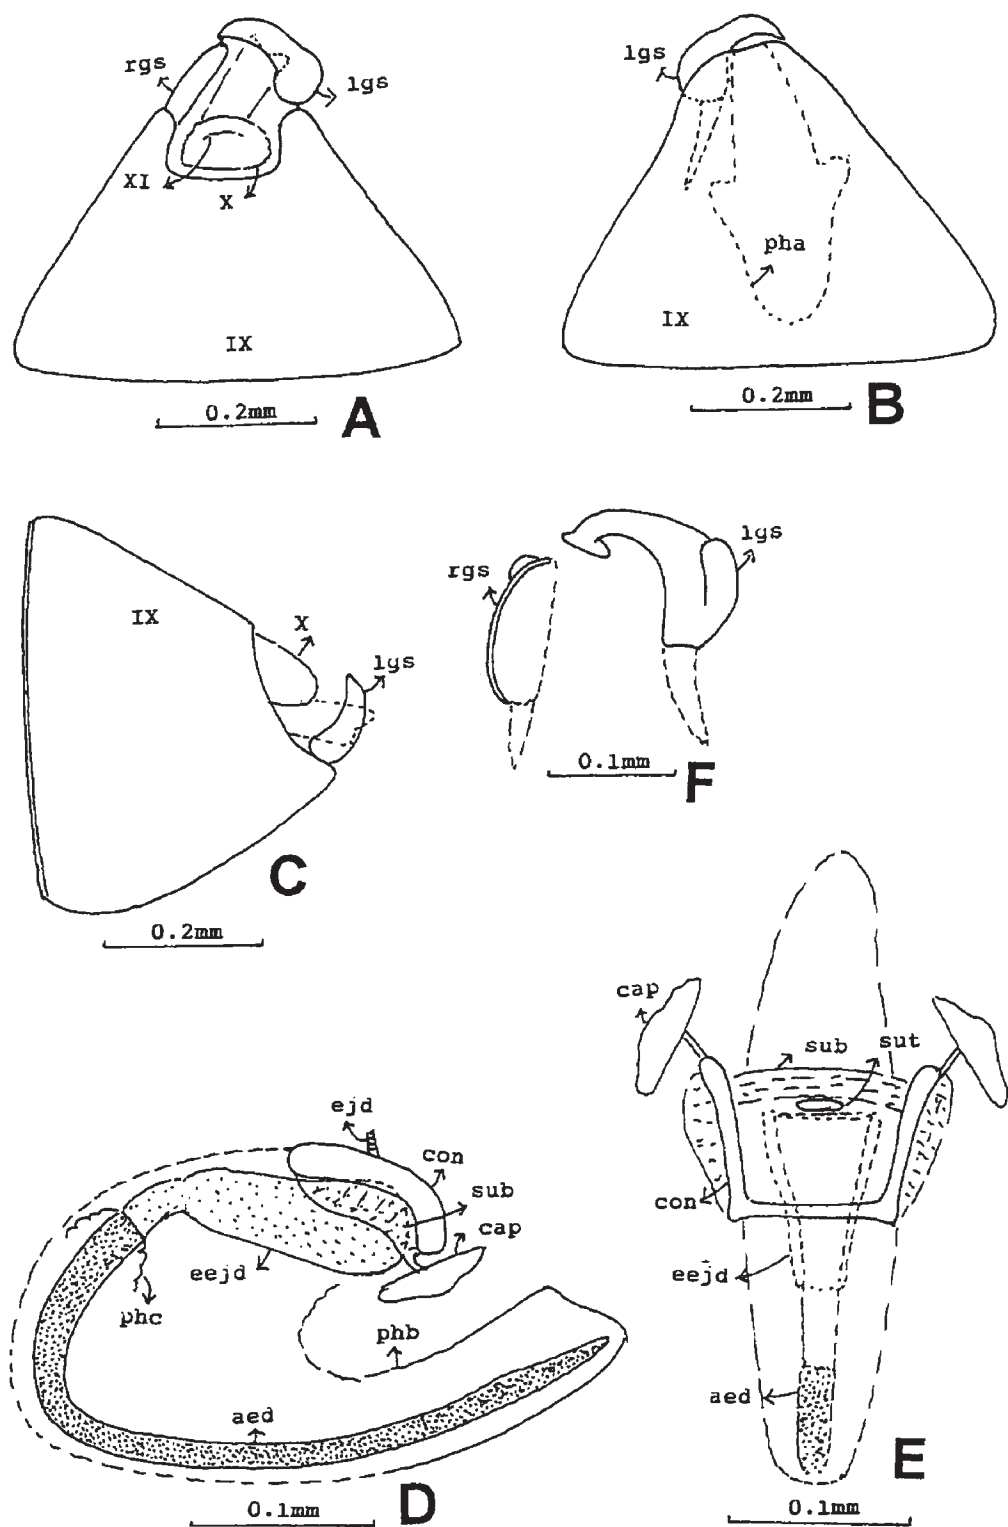 rgs
lgs
XI
X
IX
0.2mm
A
lgs
pha
IX
0.2mm
B
IX
X
lgs
C
0.2mm
rgs
lgs
0.1mm
F
ejd
con
sub
cap
eejd
phc
phb
aed
D
0.1mm
cap
sub
sut
con
eejd
aed
E
0.1mm